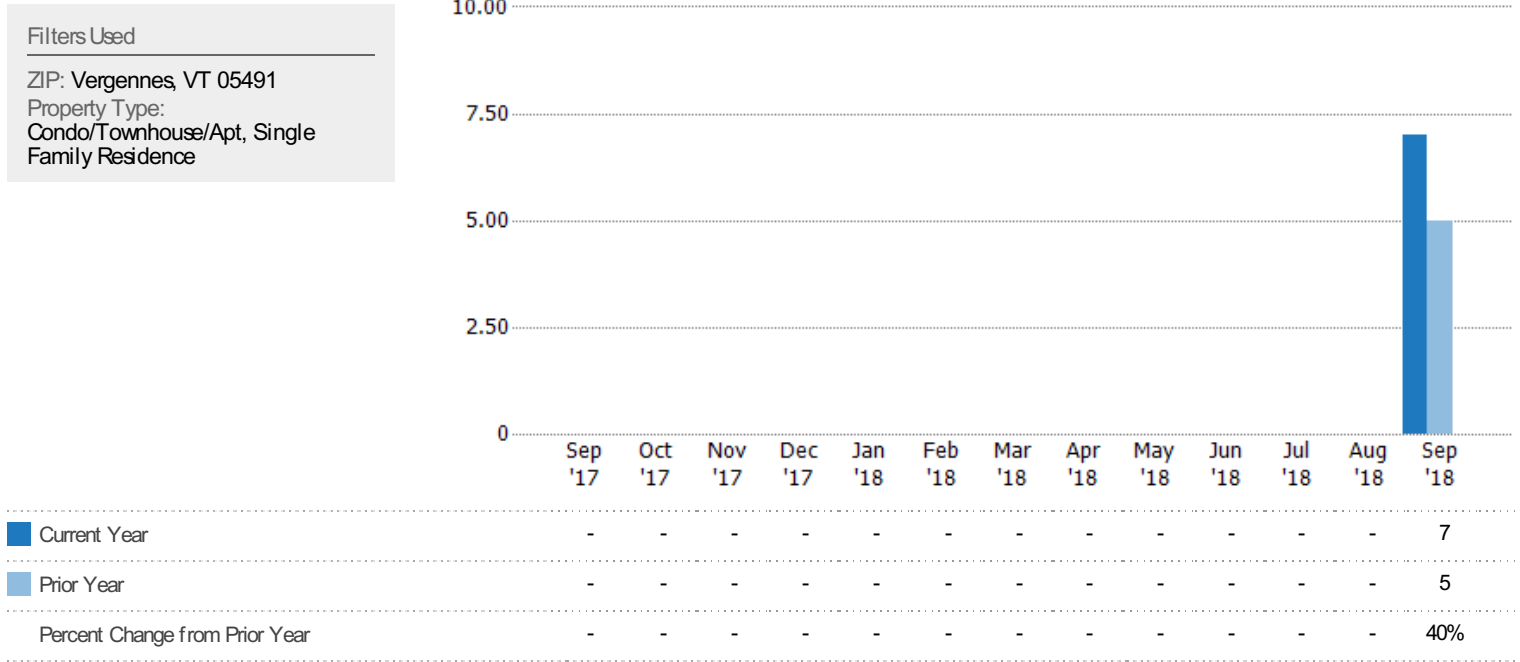 Filters Used
ZIP: Vergennes, VT 05491
Property Type:
Condo/Townhouse/Apt, Single
Family Residence
10.00
7.50
5.00
2.50
0
Sep Oct Nov Dec Jan Feb Mar Apr May Jun Jul Aug Sep
'17 '17 '17 '17 '18 '18 '18 '18 '18 '18 '18 '18 '18
Current Year - - - - - - - - - - - - 7
Prior Year - - - - - - - - - - - - 5
Percent Change from Prior Year - - - - - - - - - - - - 40%